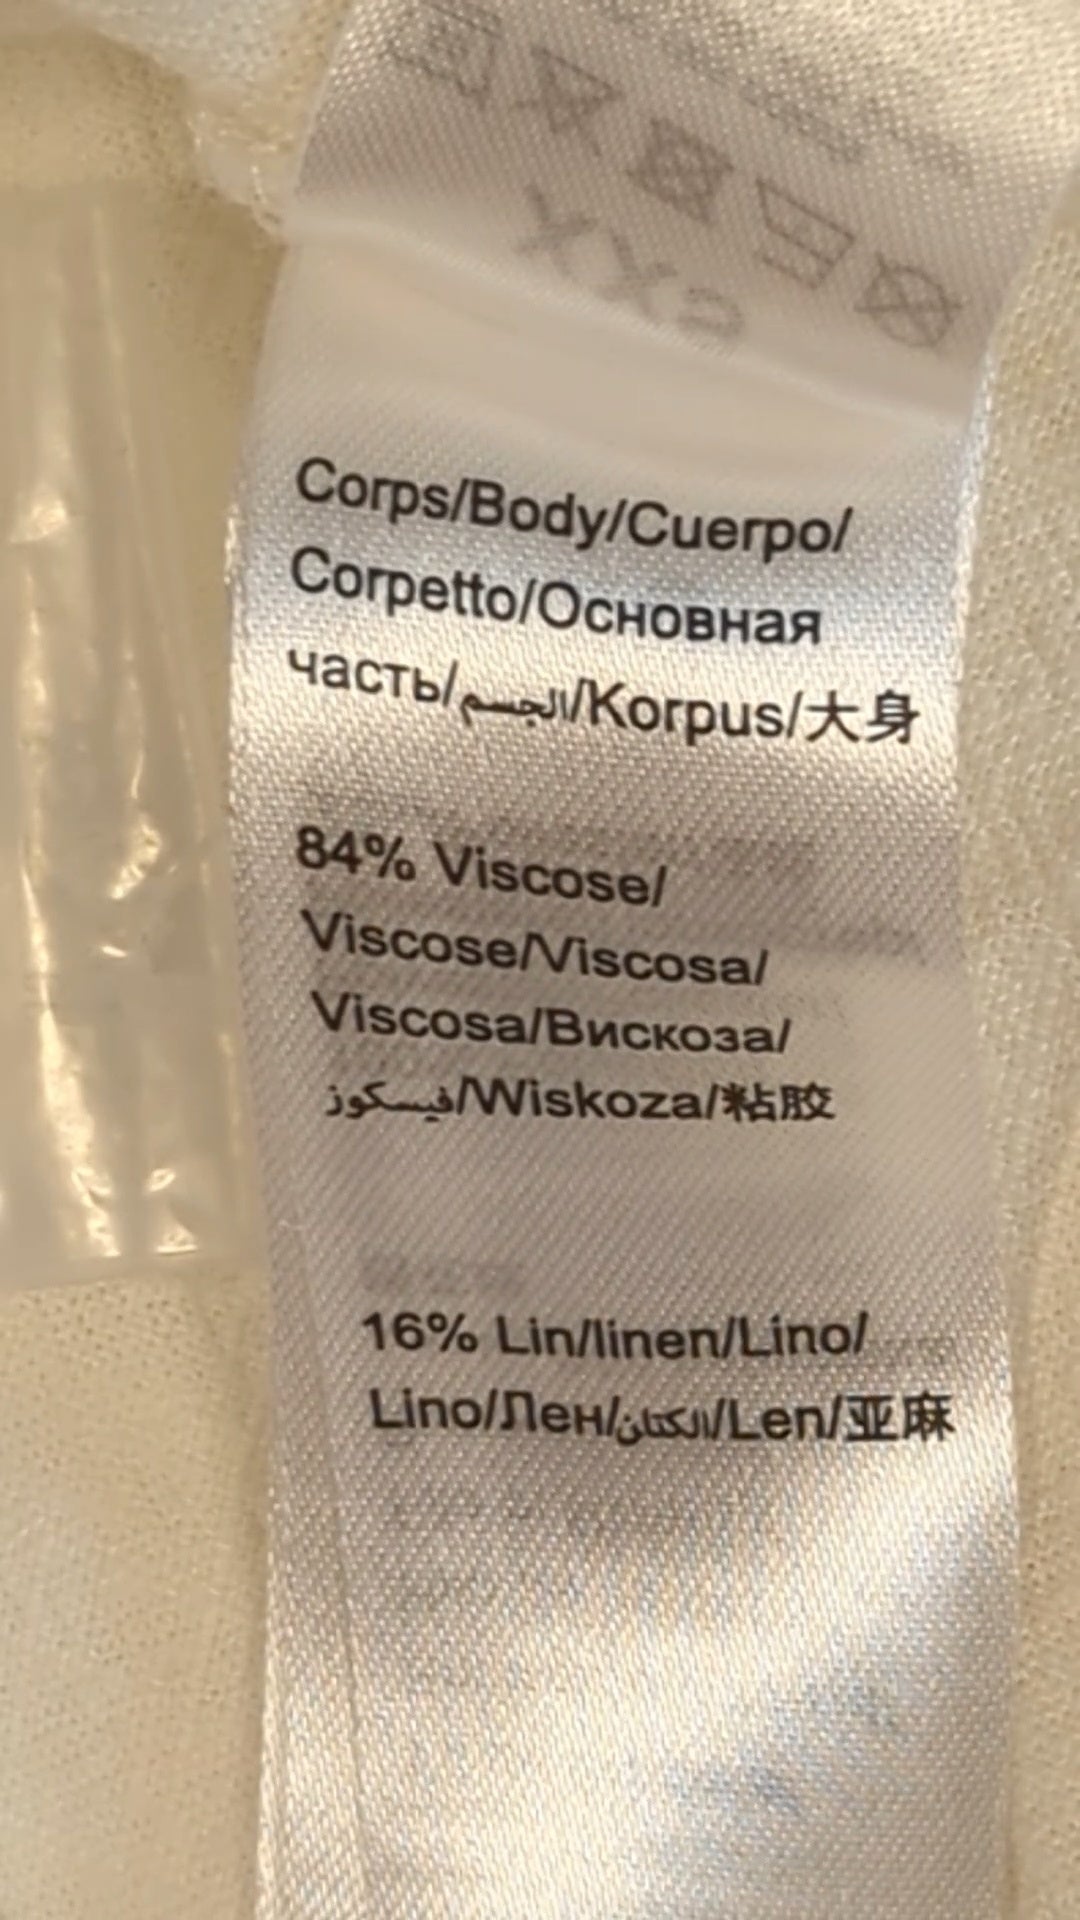 Corps/Body/Cuerpo/
Corpetto/Основная
часть/الجسم/Korpus/大身
84% Viscose/
Viscose/Viscosa/
Viscosa/Вискоза/
فيسكوز/Wiskoza/粘胶
16% Lin/linen/Lino/
Lino/Лен/الكتان/Len/亚麻